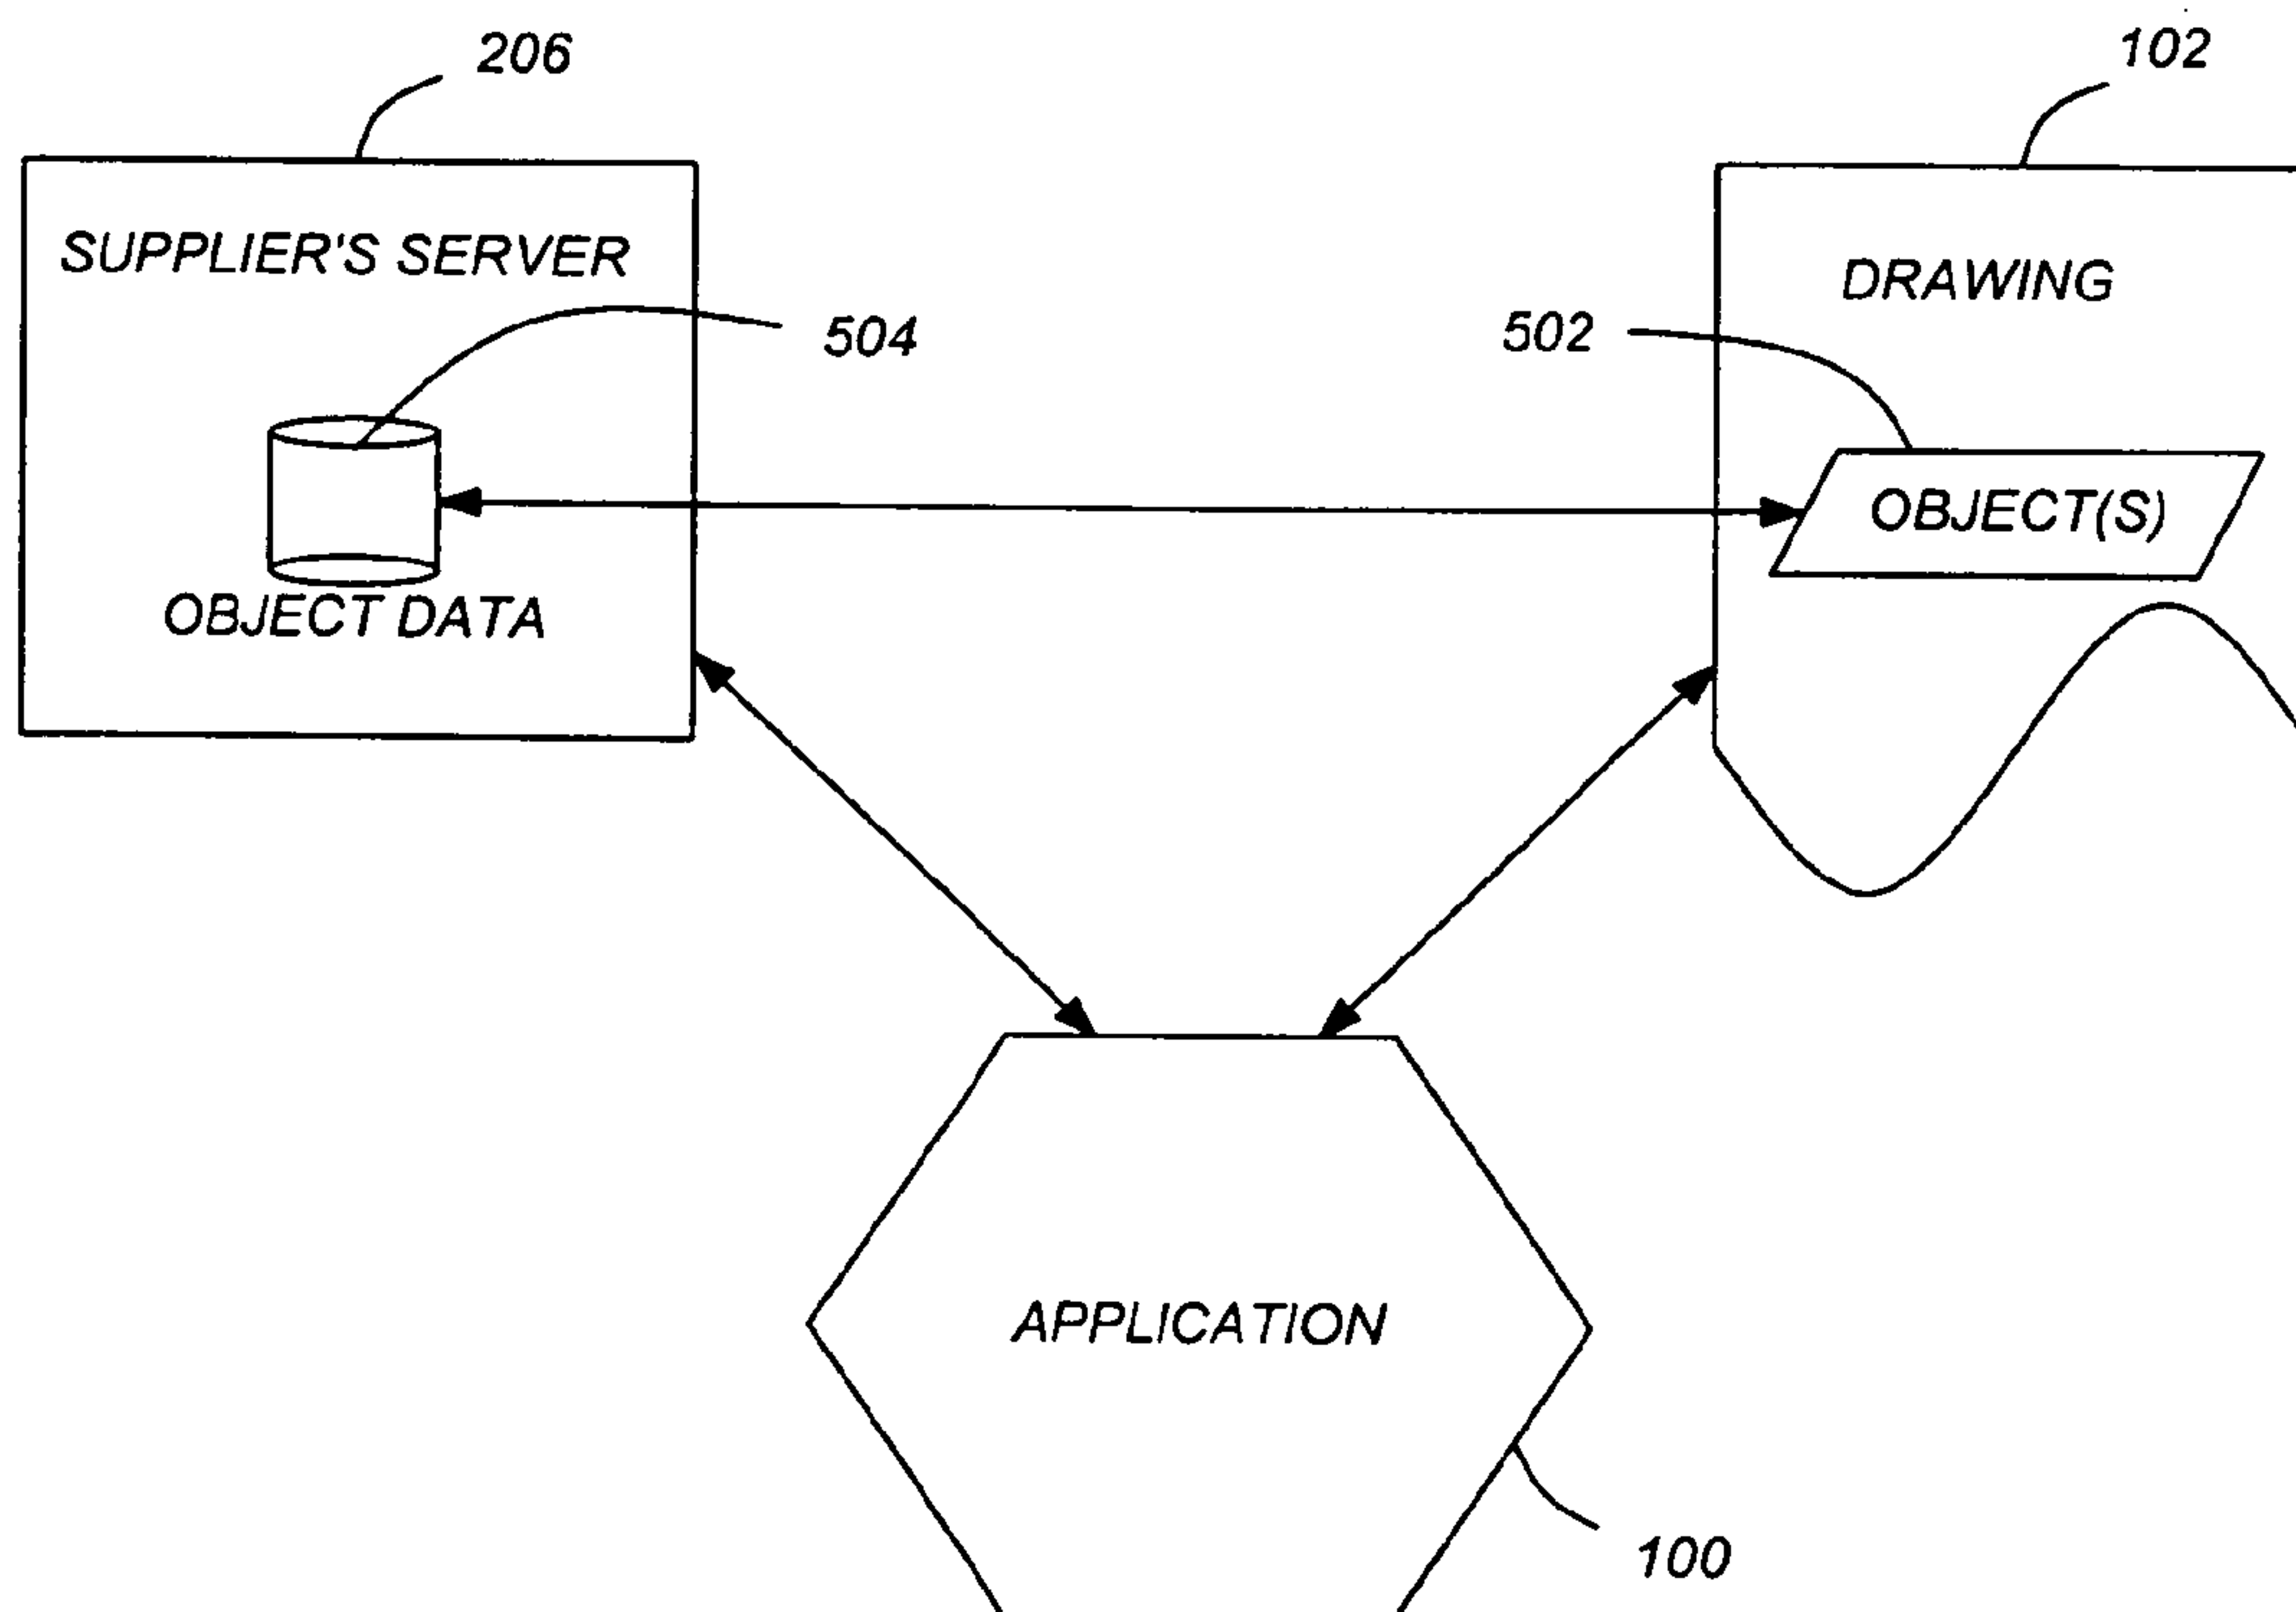 206
102
SUPPLIER'S SERVER
DRAWING
504
502
OBJECT(S)
OBJECT DATA
APPLICATION
100